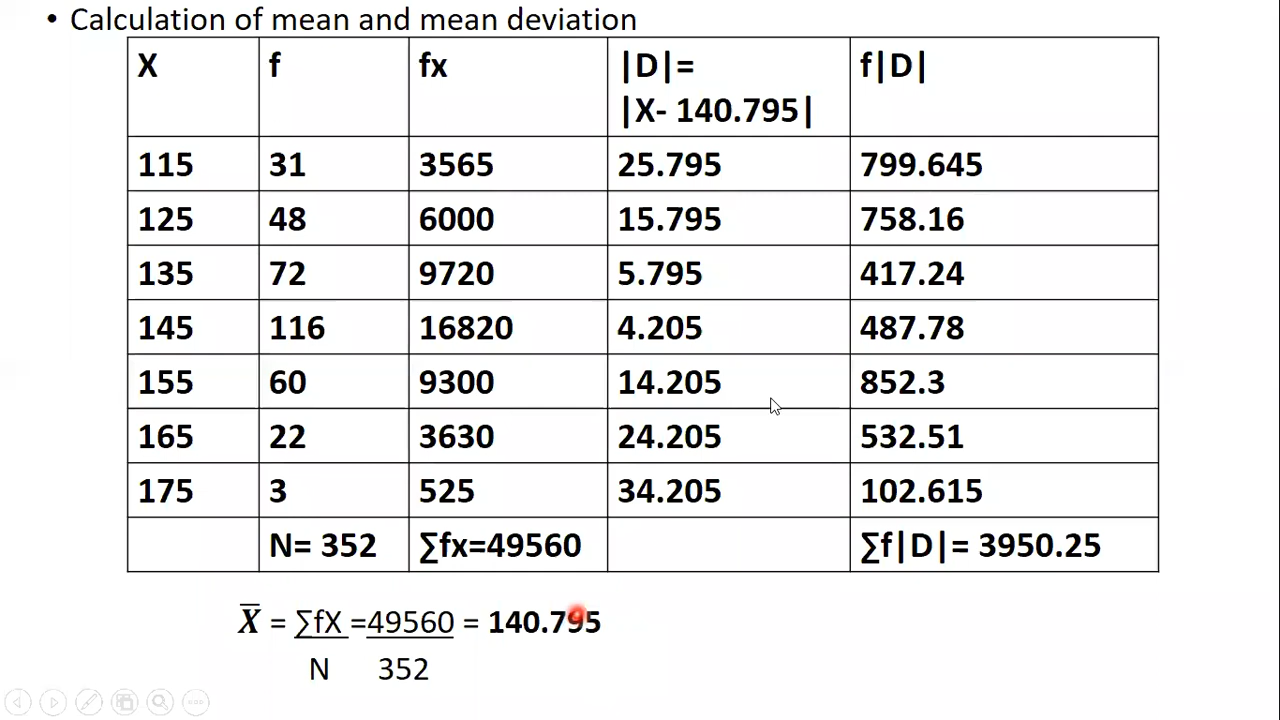 • Calculation of mean and mean deviation
X f fx |D|= f|D|
|X- 140.795|
115 31 3565 25.795 799.645
125 48 6000 15.795 758.16
135 72 9720 5.795 417.24
145 116 16820 4.205 487.78
155 60 9300 14.205 852.3
165 22 3630 24.205 532.51
175 3 525 34.205 102.615
N= 352 ∑fx=49560 ∑f|D|= 3950.25
X̅ = ∑fX =49560 = 140.795
N 352